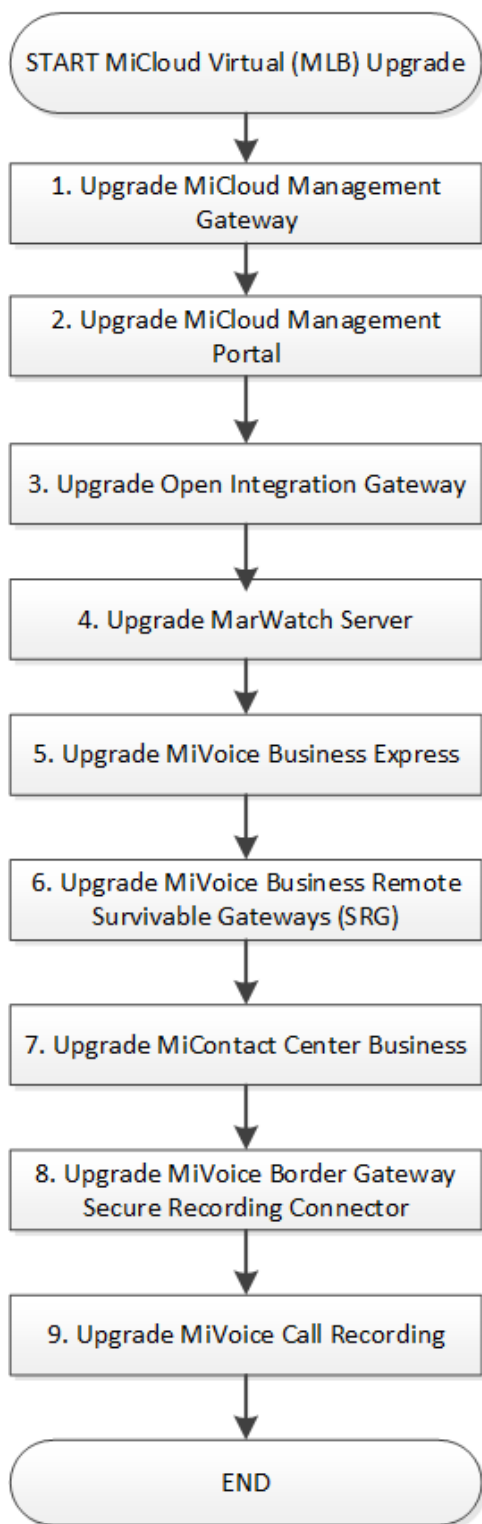 START MiCloud Virtual (MLB) Upgrade
1. Upgrade MiCloud Management
Gateway
2. Upgrade MiCloud Management
Portal
3. Upgrade Open Integration Gateway
4. Upgrade MarWatch Server
5. Upgrade MiVoice Business Express
6. Upgrade MiVoice Business Remote
Survivable Gateways (SRG)
7. Upgrade MiContact Center Business
8. Upgrade MiVoice Border Gateway
Secure Recording Connector
9. Upgrade MiVoice Call Recording
END